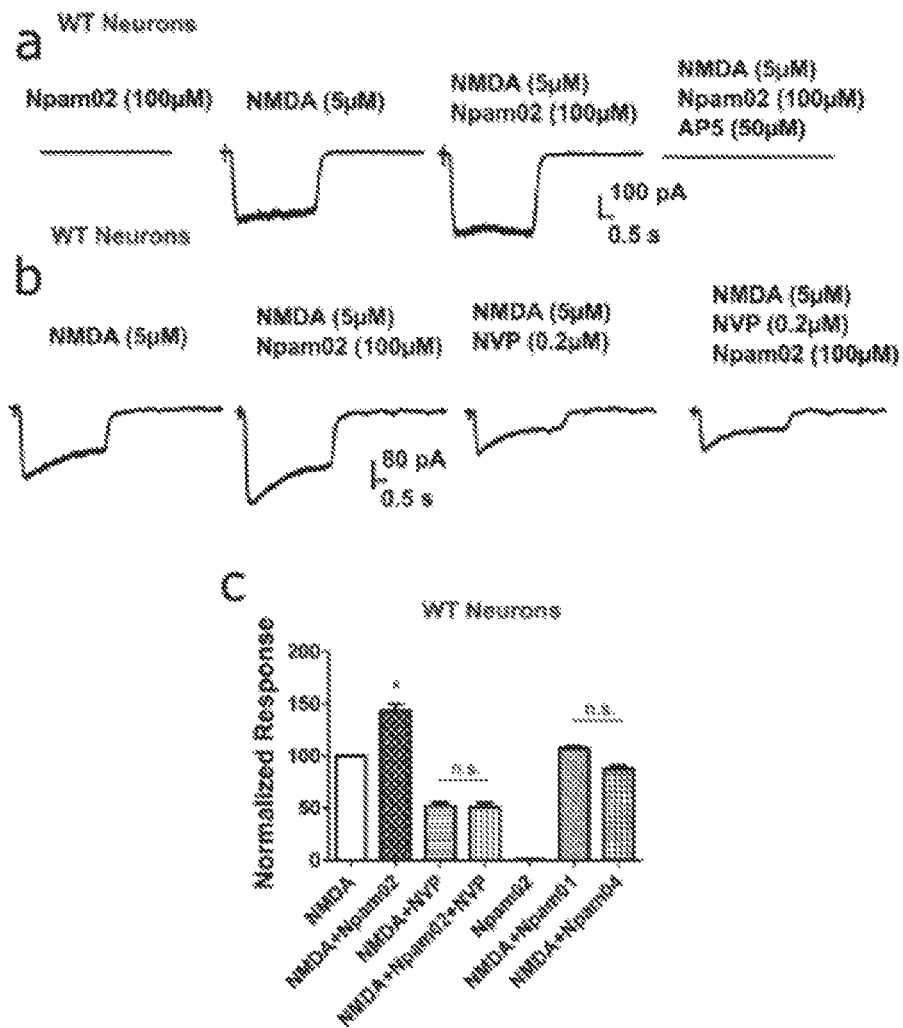 a
WT Neurons
Npam02 (100µM)
NMDA (5µM)
NMDA (5µM)
Npam02 (100µM)
NMDA (5µM)
Npam02 (100µM)
AP5 (50µM)
100 pA
0.5 s
WT Neurons
b
NMDA (5µM)
NMDA (5µM)
Npam02 (100µM)
NMDA (5µM)
NVP (0.2µM)
NMDA (5µM)
NVP (0.2µM)
Npam02 (100µM)
80 pA
0.5 s
c
WT Neurons
Normalized Response
200
150
100
50
0
*
n.s.
n.s.
NMDA
NMDA+Npam02
NMDA+NVP
NMDA+Npam02+NVP
Npam02
NMDA+Npam01
NMDA+Npam04